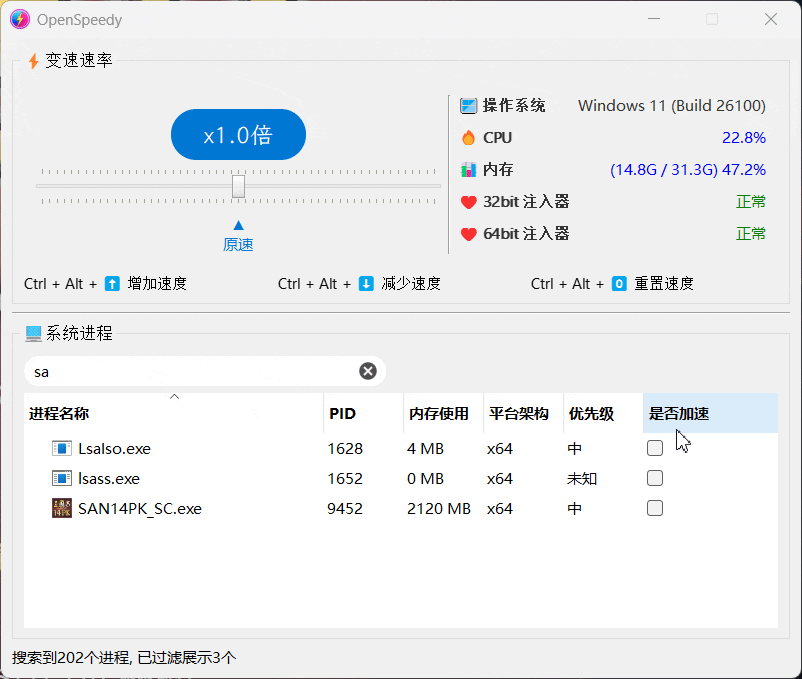 OpenSpeedy
变速速率
x1.0倍
原速
操作系统 Windows 11 (Build 26100)
CPU 22.8%
内存 (14.8G / 31.3G) 47.2%
32bit 注入器 正常
64bit 注入器 正常
Ctrl + Alt + ↑ 增加速度 Ctrl + Alt + ↓ 减少速度 Ctrl + Alt + 0 重置速度
系统进程
sa
进程名称 PID 内存使用 平台架构 优先级 是否加速
LsaIso.exe 1628 4 MB x64 中
lsass.exe 1652 0 MB x64 未知
SAN14PK_SC.exe 9452 2120 MB x64 中
搜索到202个进程, 已过滤展示3个